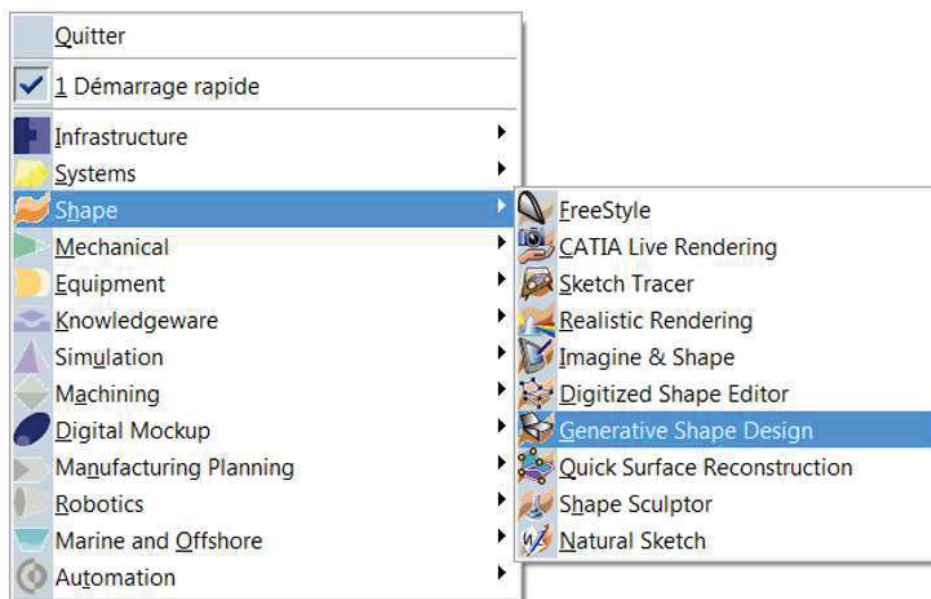 Quitter
1 Démarrage rapide
Infrastructure
Systems
Shape
Mechanical
Equipment
Knowledgeware
Simulation
Machining
Digital Mockup
Manufacturing Planning
Robotics
Marine and Offshore
Automation
FreeStyle
CATIA Live Rendering
Sketch Tracer
Realistic Rendering
Imagine & Shape
Digitized Shape Editor
Generative Shape Design
Quick Surface Reconstruction
Shape Sculptor
Natural Sketch